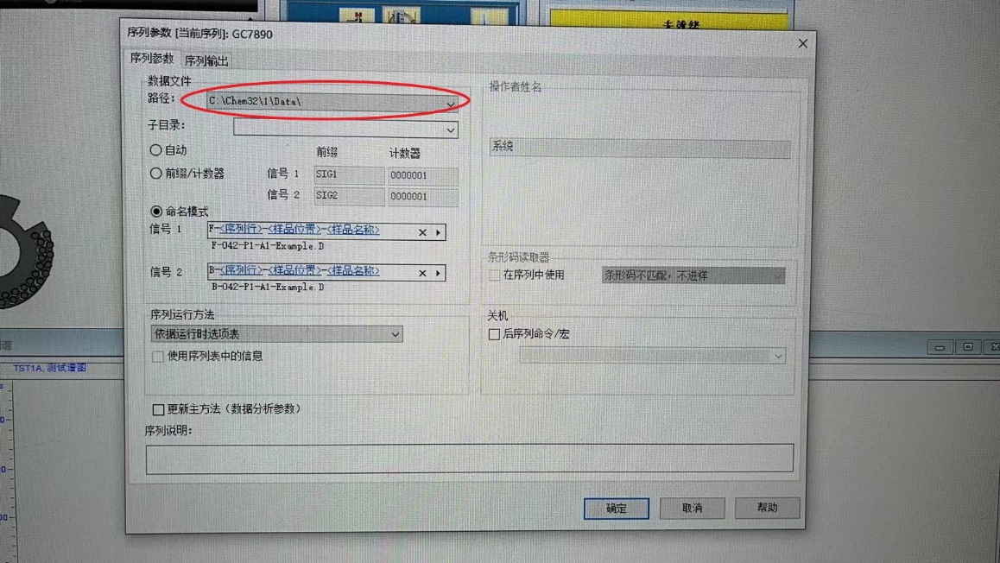 未就绪
序列参数 [当前序列]: GC7890
序列参数 序列输出
数据文件
路径: C:\Chem32\1\Data\
子目录:
自动 前缀 计数器
前缀/计数器 信号 1 SIG1 0000001
信号 2 SIG2 0000001
命名模式
信号 1 F-<序列行>-<样品位置>-<样品名称>
F-042-P1-A1-Example.D
信号 2 B-<序列行>-<样品位置>-<样品名称>
B-042-P1-A1-Example.D
序列运行方法
依据运行时选项表
使用序列表中的信息
更新主方法（数据分析参数）
序列说明:
操作者姓名
系统
条形码读取器
在序列中使用 条形码不匹配，不进样
关机
后序列命令/宏
确定 取消 帮助
TST1A, 测试谱图